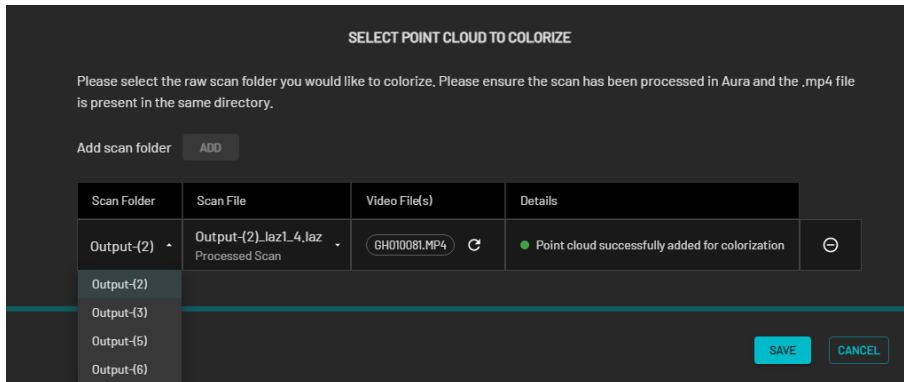 SELECT POINT CLOUD TO COLORIZE
Please select the raw scan folder you would like to colorize. Please ensure the scan has been processed in Aura and the .mp4 file
is present in the same directory.
Add scan folder ADD
Scan Folder Scan File Video File(s) Details
Output-(2) Output-(2)_laz1_4.laz GH010081.MP4 Point cloud successfully added for colorization
Processed Scan
Output-(2)
Output-(3)
Output-(5)
Output-(6)
SAVE CANCEL